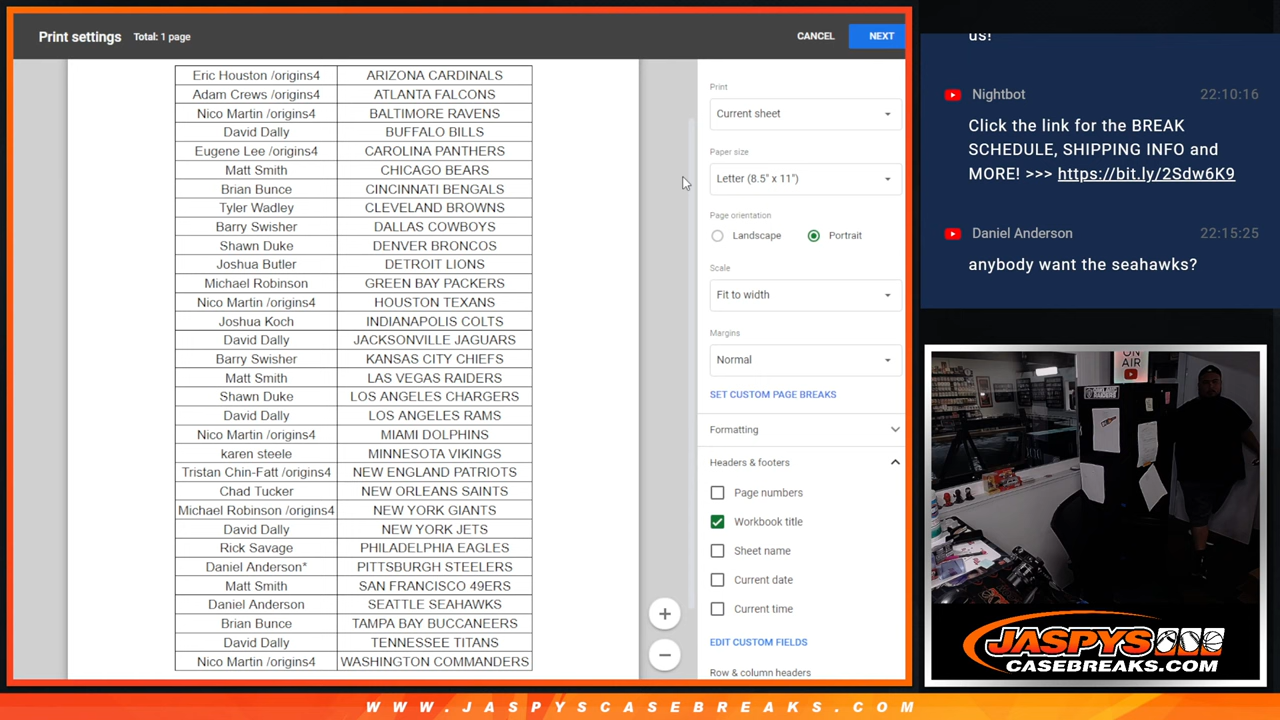 Print settings Total: 1 page CANCEL NEXT
Eric Houston /origins4 ARIZONA CARDINALS
Adam Crews /origins4 ATLANTA FALCONS
Nico Martin /origins4 BALTIMORE RAVENS
David Dally BUFFALO BILLS
Eugene Lee /origins4 CAROLINA PANTHERS
Matt Smith CHICAGO BEARS
Brian Bunce CINCINNATI BENGALS
Tyler Wadley CLEVELAND BROWNS
Barry Swisher DALLAS COWBOYS
Shawn Duke DENVER BRONCOS
Joshua Butler DETROIT LIONS
Michael Robinson GREEN BAY PACKERS
Nico Martin /origins4 HOUSTON TEXANS
Joshua Koch INDIANAPOLIS COLTS
David Dally JACKSONVILLE JAGUARS
Barry Swisher KANSAS CITY CHIEFS
Matt Smith LAS VEGAS RAIDERS
Shawn Duke LOS ANGELES CHARGERS
David Dally LOS ANGELES RAMS
Nico Martin /origins4 MIAMI DOLPHINS
karen steele MINNESOTA VIKINGS
Tristan Chin-Fatt /origins4 NEW ENGLAND PATRIOTS
Chad Tucker NEW ORLEANS SAINTS
Michael Robinson /origins4 NEW YORK GIANTS
David Dally NEW YORK JETS
Rick Savage PHILADELPHIA EAGLES
Daniel Anderson* PITTSBURGH STEELERS
Matt Smith SAN FRANCISCO 49ERS
Daniel Anderson SEATTLE SEAHAWKS
Brian Bunce TAMPA BAY BUCCANEERS
David Dally TENNESSEE TITANS
Nico Martin /origins4 WASHINGTON COMMANDERS
Print
Current sheet
Paper size
Letter (8.5" x 11")
Page orientation
Landscape Portrait
Scale
Fit to width
Margins
Normal
SET CUSTOM PAGE BREAKS
Formatting
Headers & footers
Page numbers
Workbook title
Sheet name
Current date
Current time
EDIT CUSTOM FIELDS
Row & column headers
us!
Nightbot 22:10:16
Click the link for the BREAK
SCHEDULE, SHIPPING INFO and
MORE! >>> https://bit.ly/2Sdw6K9
Daniel Anderson 22:15:25
anybody want the seahawks?
ON
AIR
JASPYS
CASEBREAKS.COM
WWW.JASPYSCASEBREAKS.COM